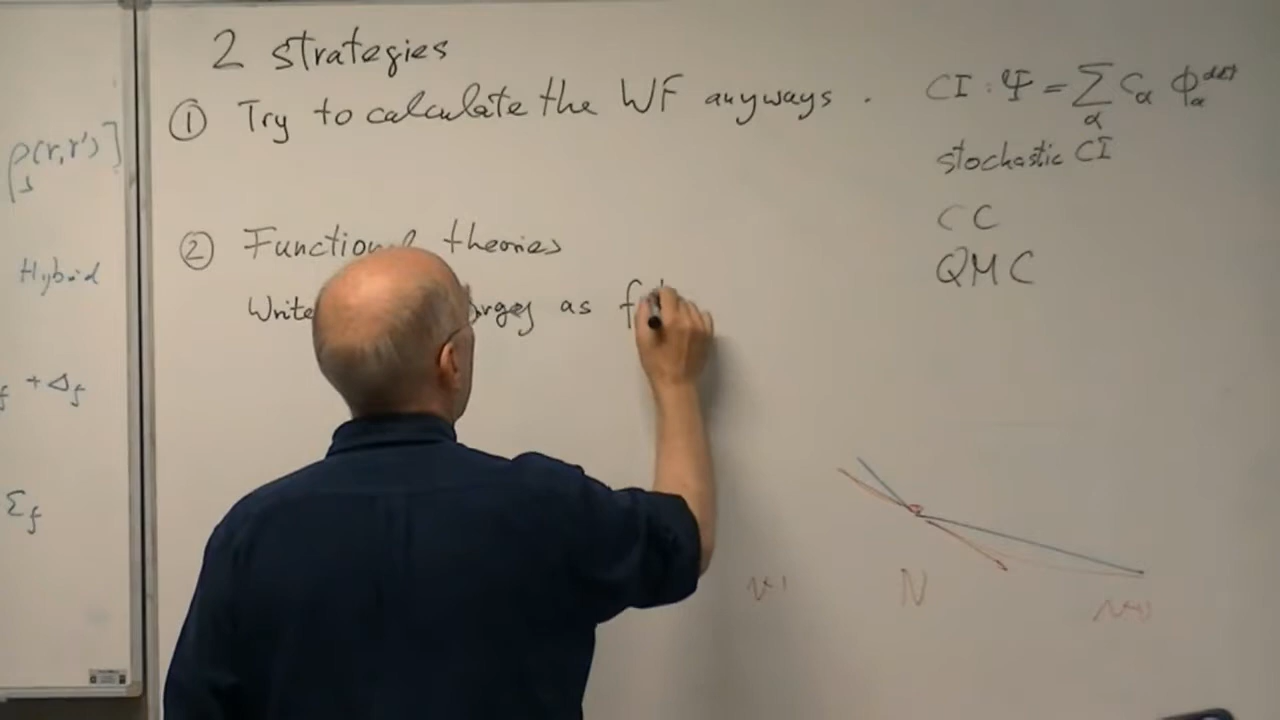 2 strategies
① Try to calculate the WF anyways .
② Functional theories
Write as
CI : Ψ = ∑ Cα Φα^det
α
stochastic CI
CC
QMC
ρ(r,r')]
s
Hybrid
f + Δf
Σf
N